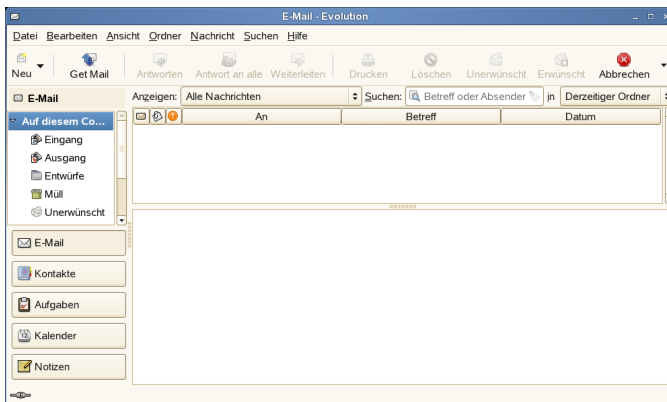 E-Mail - Evolution
Datei Bearbeiten Ansicht Ordner Nachricht Suchen Hilfe
Neu Get Mail Antworten Antwort an alle Weiterleiten Drucken Löschen Unerwünscht Erwünscht Abbrechen
E-Mail Anzeigen: Alle Nachrichten Suchen: Betreff oder Absender in Derzeitiger Ordner
Auf diesem Co... An Betreff Datum
Eingang
Ausgang
Entwürfe
Müll
Unerwünscht
E-Mail
Kontakte
Aufgaben
12 Kalender
Notizen